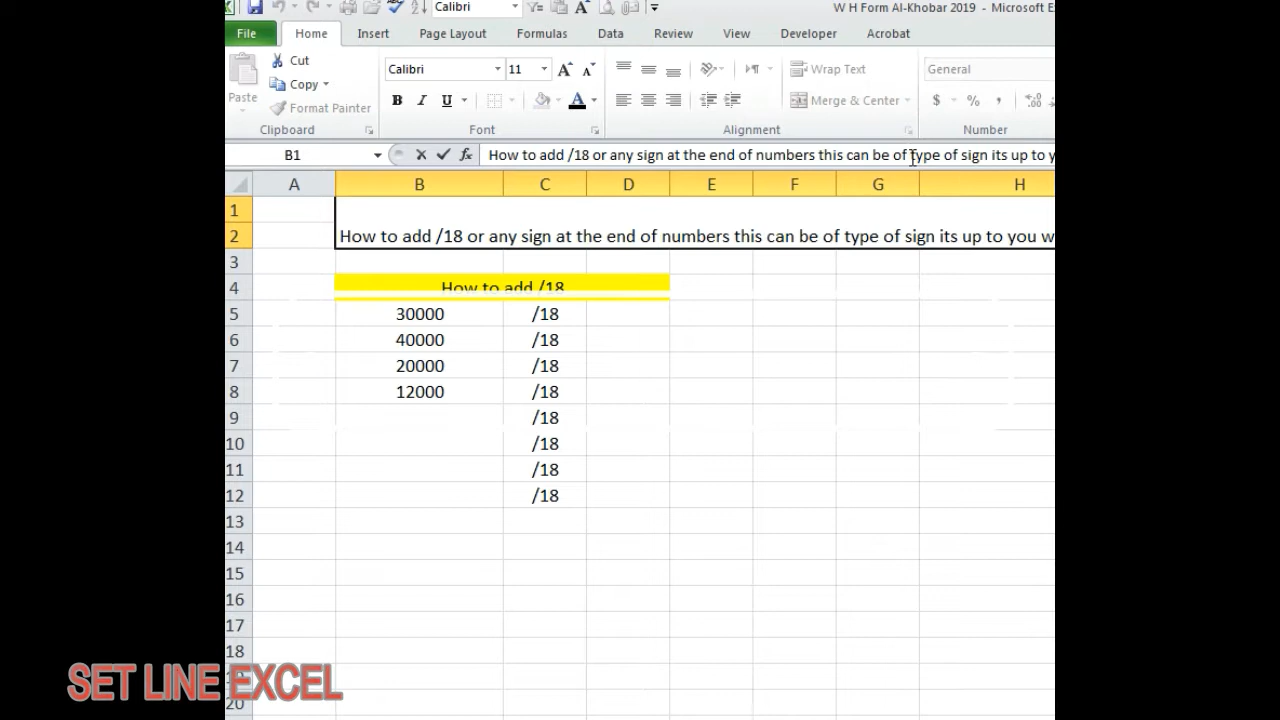 Calibri
W H Form Al-Khobar 2019 - Microsoft E
File Home Insert Page Layout Formulas Data Review View Developer Acrobat
Cut
Copy
Paste
Format Painter
Calibri 11
Wrap Text
Merge & Center
General
$ % ,
Clipboard Font Alignment Number
B1 fx How to add /18 or any sign at the end of numbers this can be of type of sign its up to y
A B C D E F G H
1
2 How to add /18 or any sign at the end of numbers this can be of type of sign its up to you w
3
4 How to add /18
5 30000 /18
6 40000 /18
7 20000 /18
8 12000 /18
9 /18
10 /18
11 /18
12 /18
13
14
15
16
17
18
20
SET LINE EXCEL